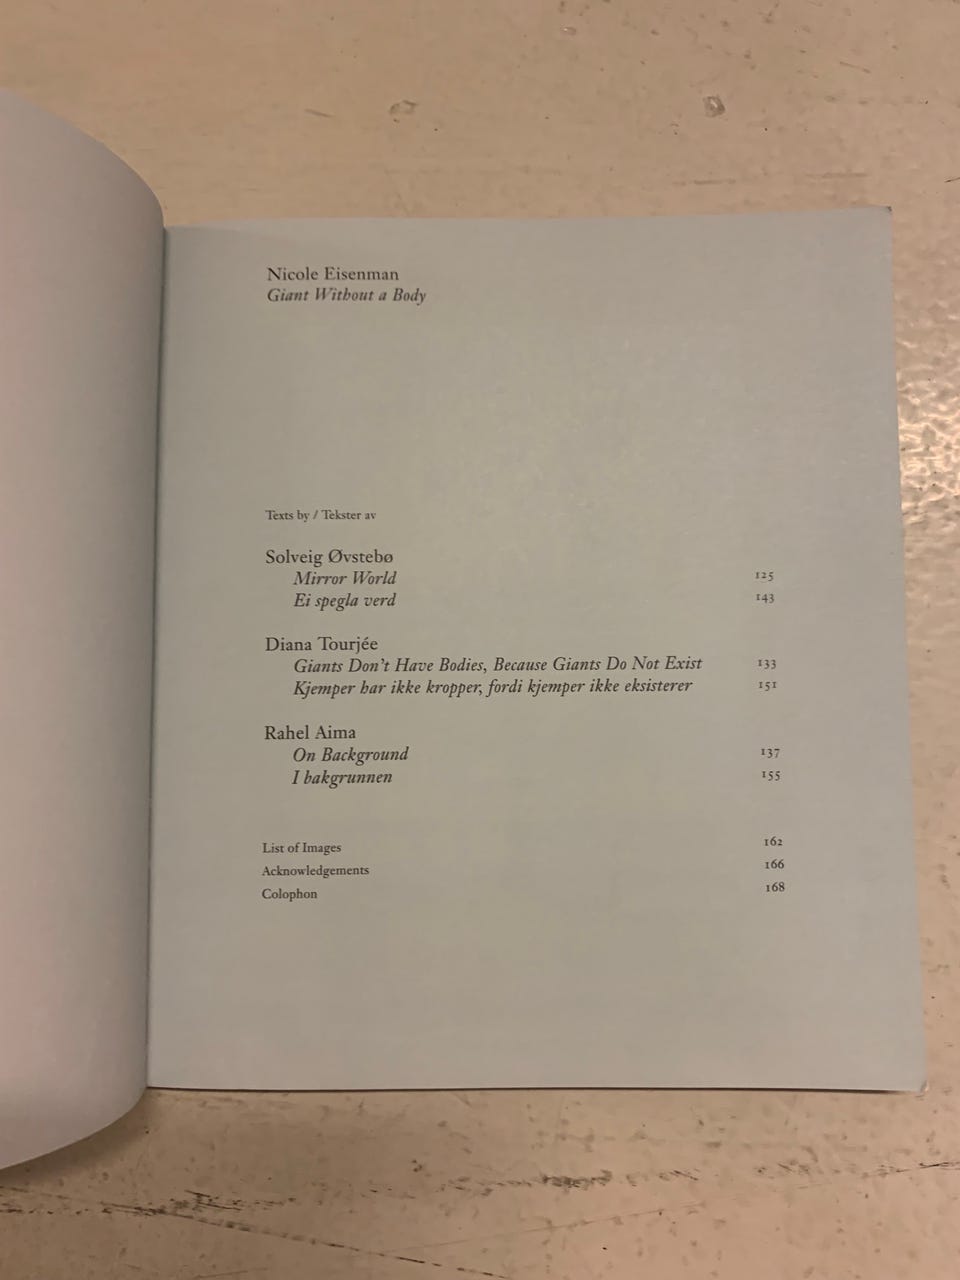 Nicole Eisenman
Giant Without a Body
Texts by / Tekster av
Solveig Øvstebø
Mirror World 125
Ei spegla verd 143
Diana Tourjée
Giants Don't Have Bodies, Because Giants Do Not Exist 133
Kjemper har ikke kropper, fordi kjemper ikke eksisterer 151
Rahel Aima
On Background 137
I bakgrunnen 155
List of Images 162
Acknowledgements 166
Colophon 168